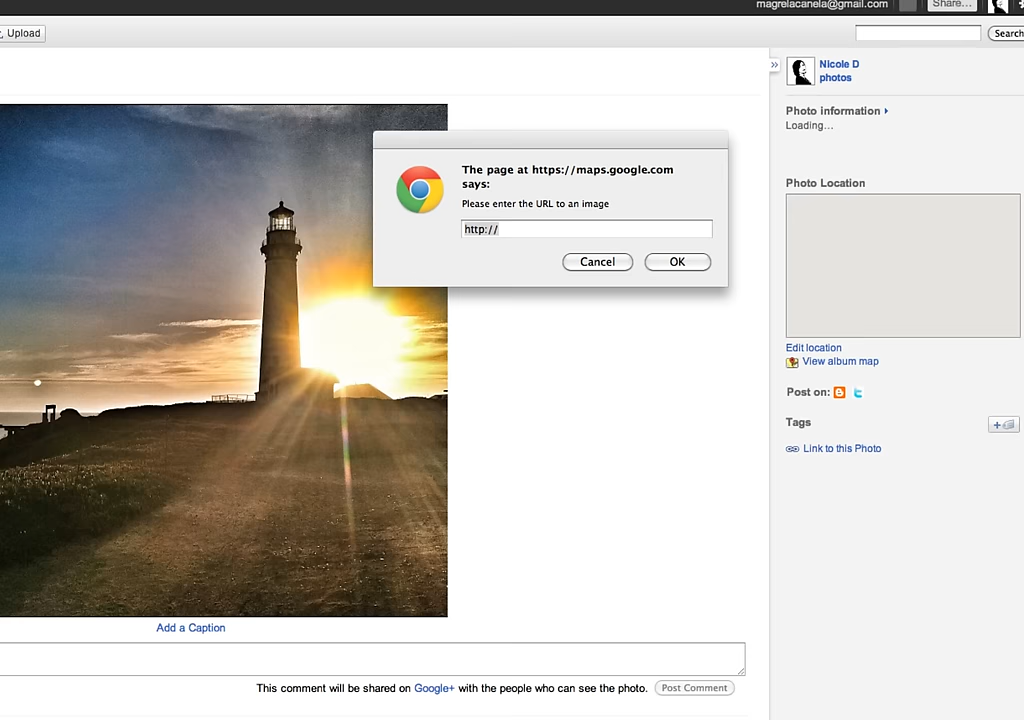 magrelacanela@gmail.com
Share...
Upload
Search
Nicole D
photos
Photo information
Loading...
The page at https://maps.google.com
says:
Please enter the URL to an image
http://
Cancel
OK
Photo Location
Edit location
View album map
Post on:
Tags
Link to this Photo
Add a Caption
This comment will be shared on Google+ with the people who can see the photo.
Post Comment